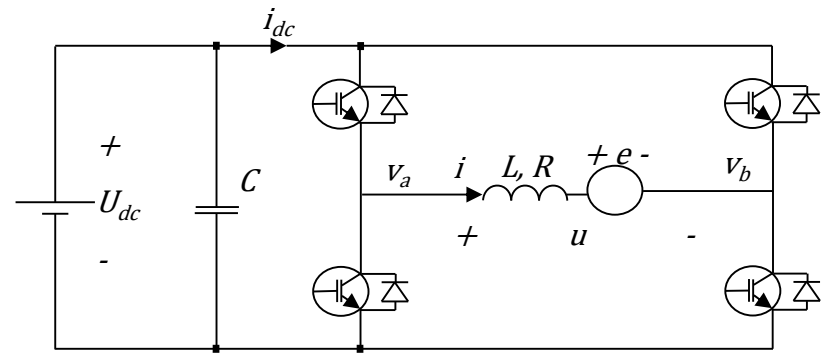 i_dc
+
U_dc
-
C
v_a
i
L, R
+ e -
v_b
+
u
-